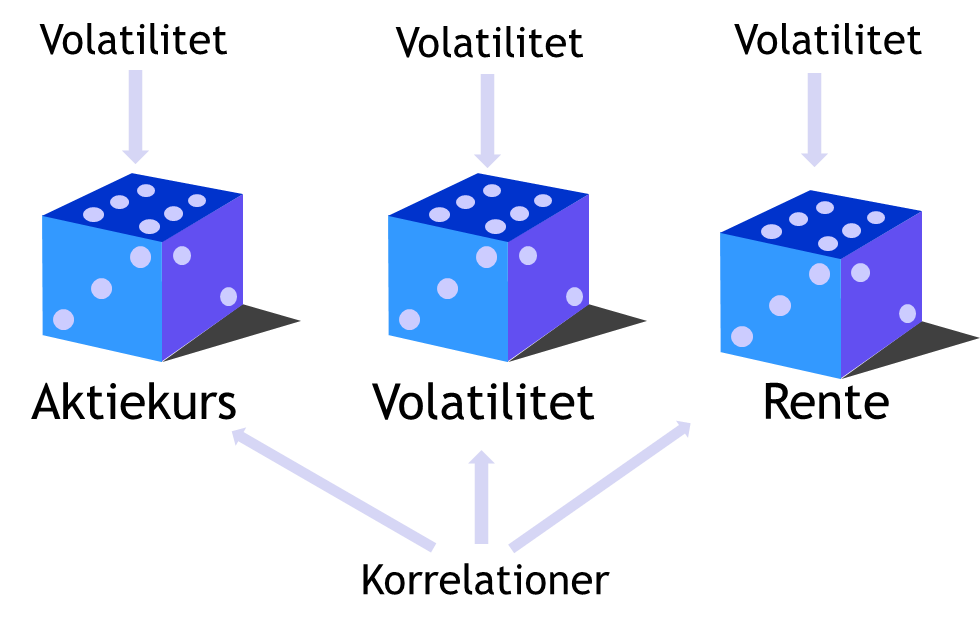 Volatilitet
Volatilitet
Volatilitet
Aktiekurs
Volatilitet
Rente
Korrelationer